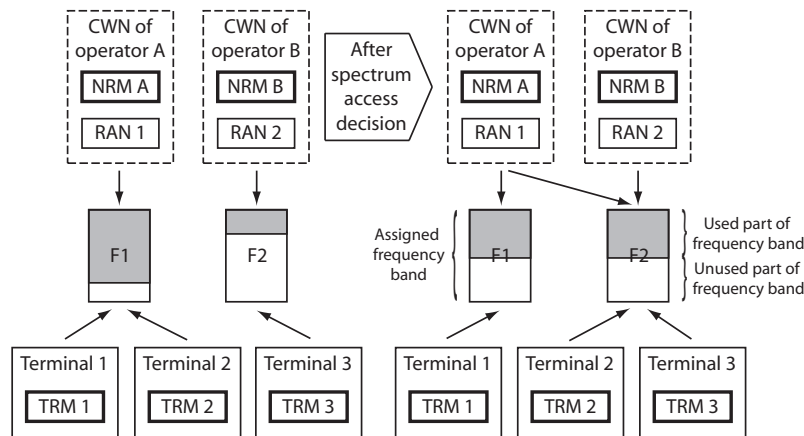 CWN of
operator A
NRM A
RAN 1
CWN of
operator B
NRM B
RAN 2
After
spectrum
access
decision
CWN of
operator A
NRM A
RAN 1
CWN of
operator B
NRM B
RAN 2
F1
F2
Assigned
frequency
band
F1
F2
Used part of
frequency band
Unused part of
frequency band
Terminal 1
TRM 1
Terminal 2
TRM 2
Terminal 3
TRM 3
Terminal 1
TRM 1
Terminal 2
TRM 2
Terminal 3
TRM 3